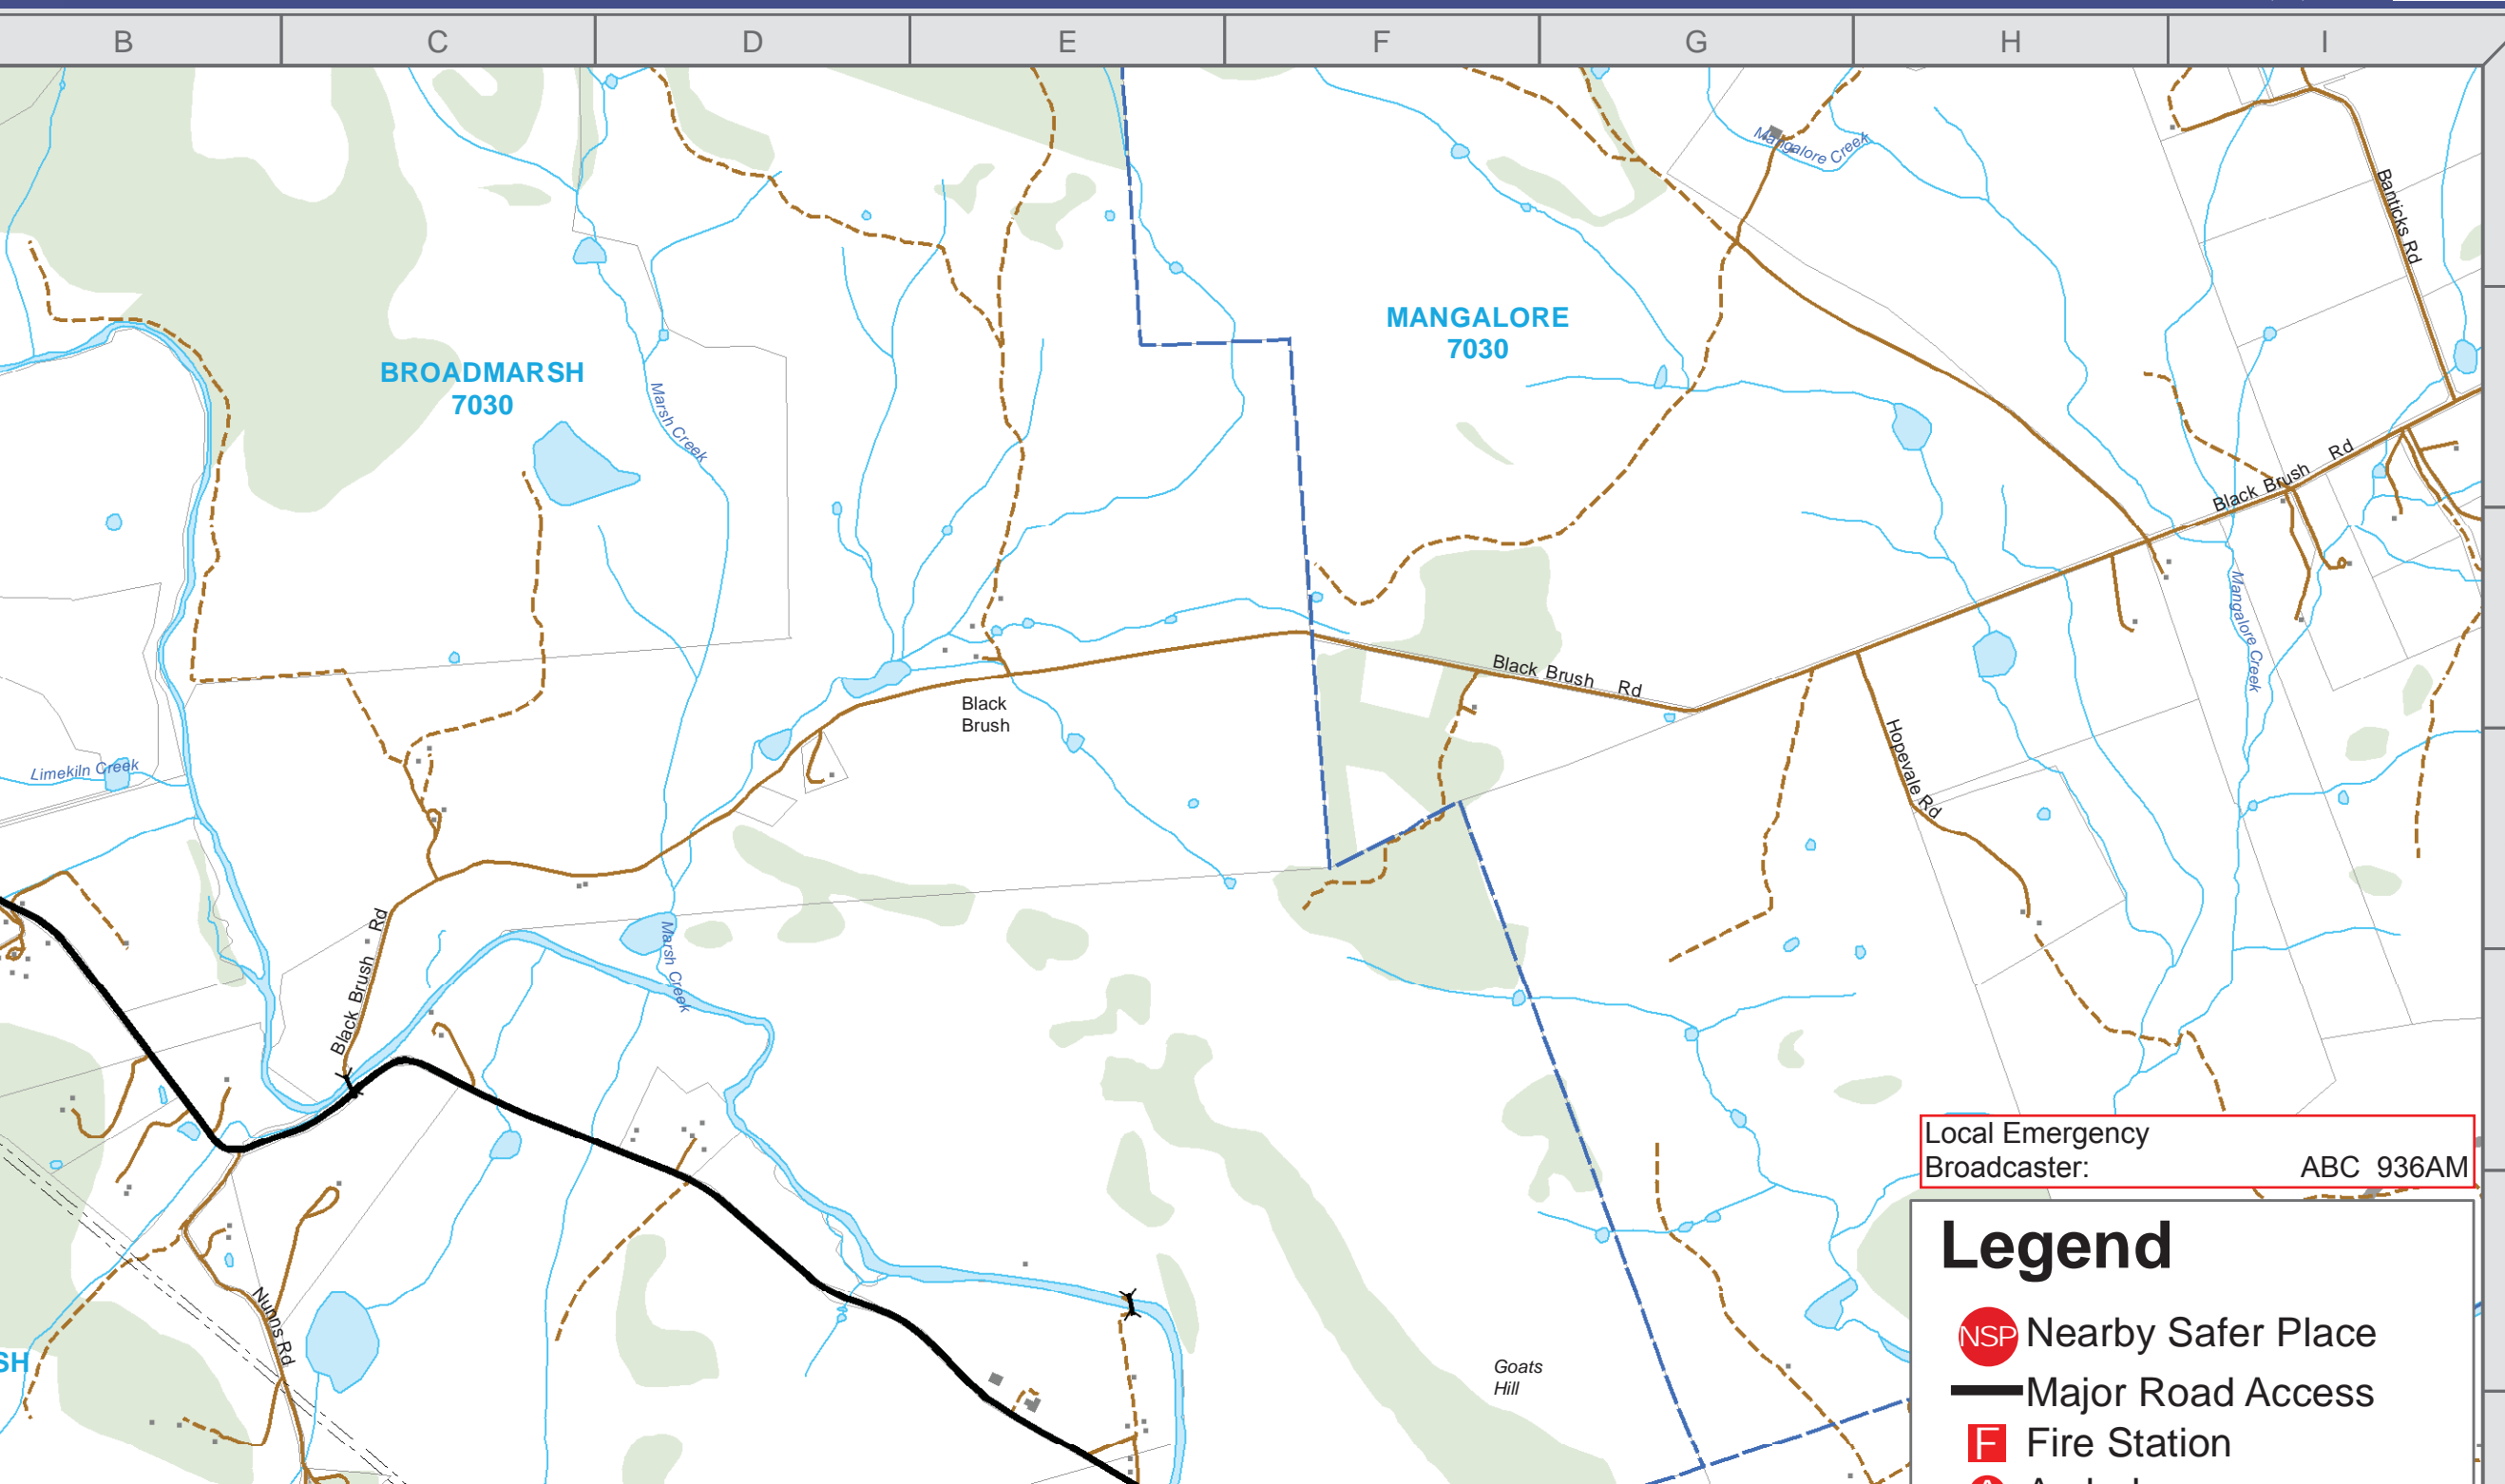 B C D E F G H I
Mangalore Creek
Banticks Rd
MANGALORE
7030
BROADMARSH
7030
Marsh Creek
Black Brush Rd
Mangalore Creek
Black Brush Rd
Black
Brush
Hopevale Rd
Limekiln Creek
Black Brush Rd
Marsh Creek
Local Emergency
Broadcaster: ABC 936AM
Legend
NSP Nearby Safer Place
Major Road Access
F Fire Station
Nunns Rd
SH
Goats
Hill